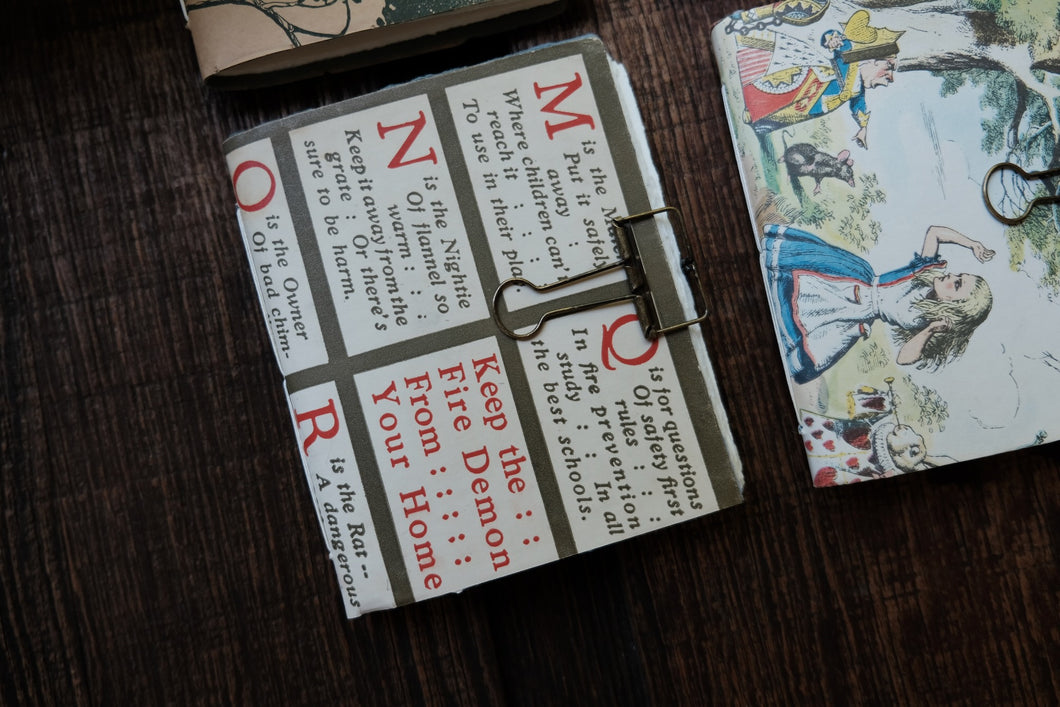 M is the Ma
Put it safely
away : :
Where children can't
reach it : : :
To use in their play.
N is the Nightie
Of flannel so
warm : : :
Keep it away from the
grate : Or there's
sure to be harm.
O is the Owner
Of bad chim-
Q is for questions
Of safety first
rules : : :
In fire prevention
study : : In all
the best schools.
Keep the : :
Fire Demon
From : : : :
Your Home
R is the Rat--
A dangerous